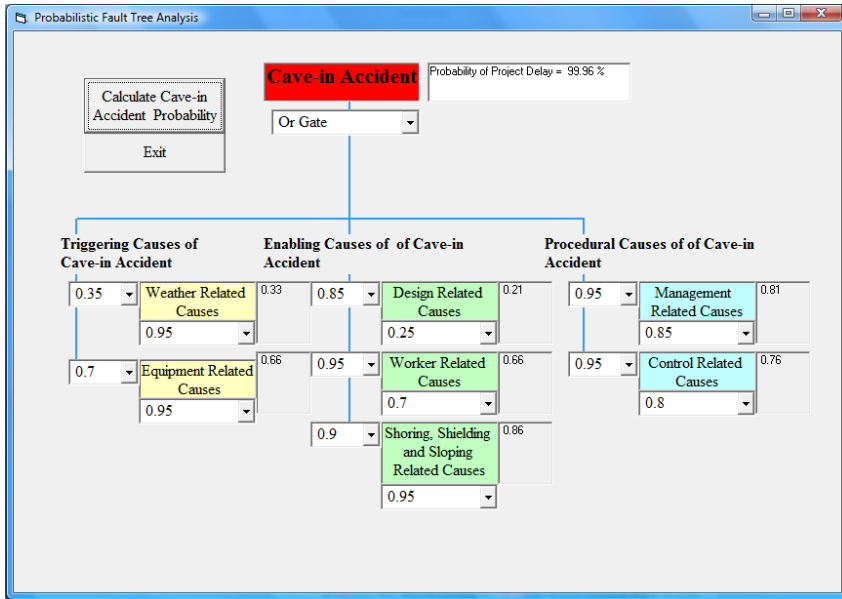 Probabilistic Fault Tree Analysis
Calculate Cave-in
Accident Probability
Exit
Cave-in Accident
Probability of Project Delay = 99.96 %
Or Gate
Triggering Causes of
Cave-in Accident
0.35
Weather Related
Causes
0.95
0.33
0.7
Equipment Related
Causes
0.95
0.66
Enabling Causes of of Cave-in
Accident
0.85
Design Related
Causes
0.25
0.21
0.95
Worker Related
Causes
0.7
0.66
0.9
Shoring, Shielding
and Sloping
Related Causes
0.95
0.86
Procedural Causes of of Cave-in
Accident
0.95
Management
Related Causes
0.85
0.81
0.95
Control Related
Causes
0.8
0.76